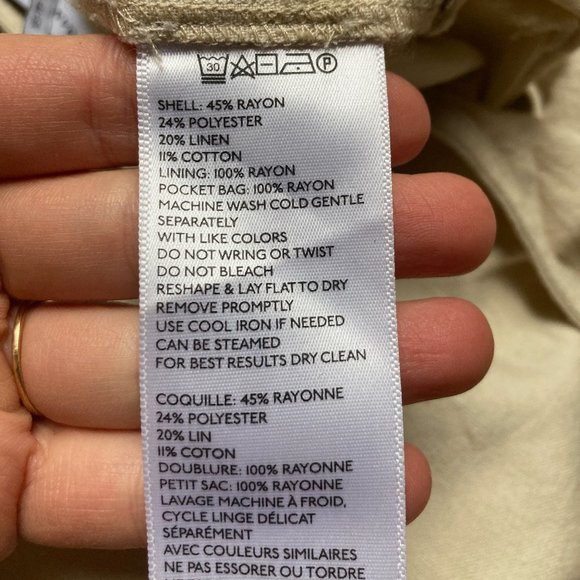 30 P
SHELL: 45% RAYON
24% POLYESTER
20% LINEN
11% COTTON
LINING: 100% RAYON
POCKET BAG: 100% RAYON
MACHINE WASH COLD GENTLE
SEPARATELY
WITH LIKE COLORS
DO NOT WRING OR TWIST
DO NOT BLEACH
RESHAPE & LAY FLAT TO DRY
REMOVE PROMPTLY
USE COOL IRON IF NEEDED
CAN BE STEAMED
FOR BEST RESULTS DRY CLEAN
COQUILLE: 45% RAYONNE
24% POLYESTER
20% LIN
11% COTON
DOUBLURE: 100% RAYONNE
PETIT SAC: 100% RAYONNE
LAVAGE MACHINE À FROID,
CYCLE LINGE DÉLICAT
SÉPARÉMENT
AVEC COULEURS SIMILAIRES
NE PAS ESSORER OU TORDRE